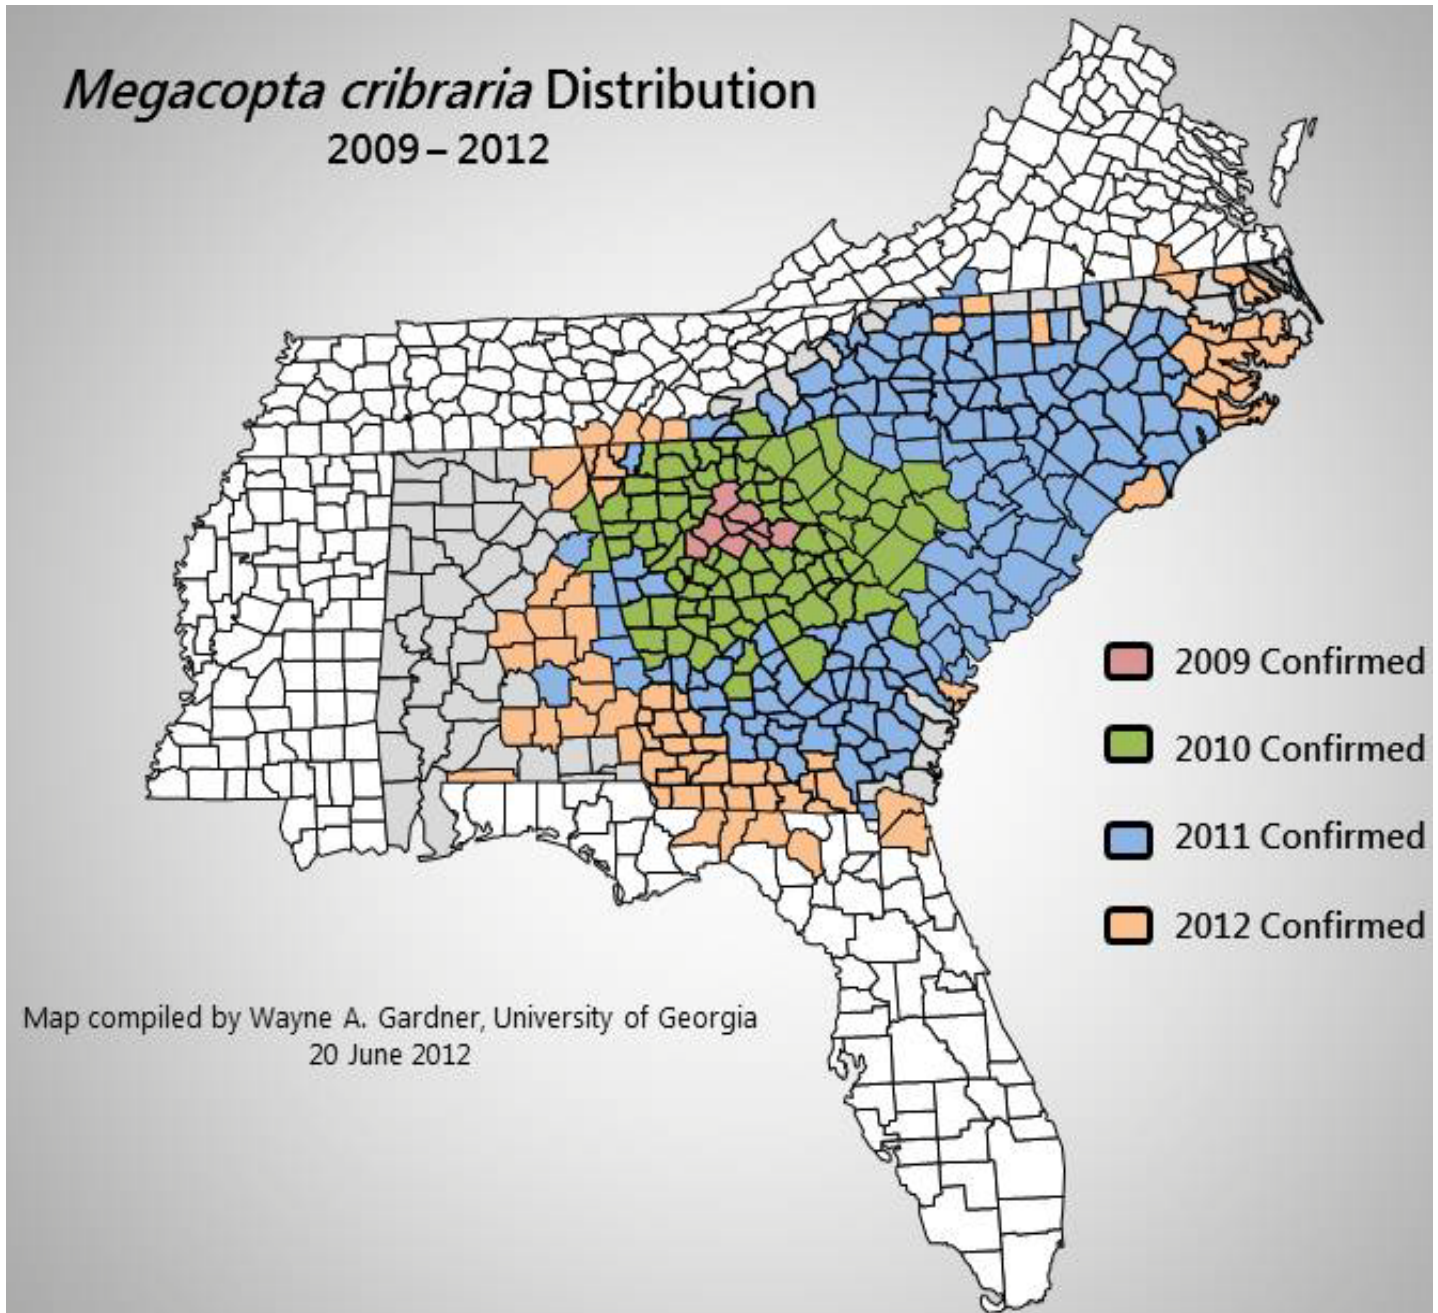 Megacopta cribraria Distribution
2009 – 2012
2009 Confirmed
2010 Confirmed
2011 Confirmed
2012 Confirmed
Map compiled by Wayne A. Gardner, University of Georgia
20 June 2012